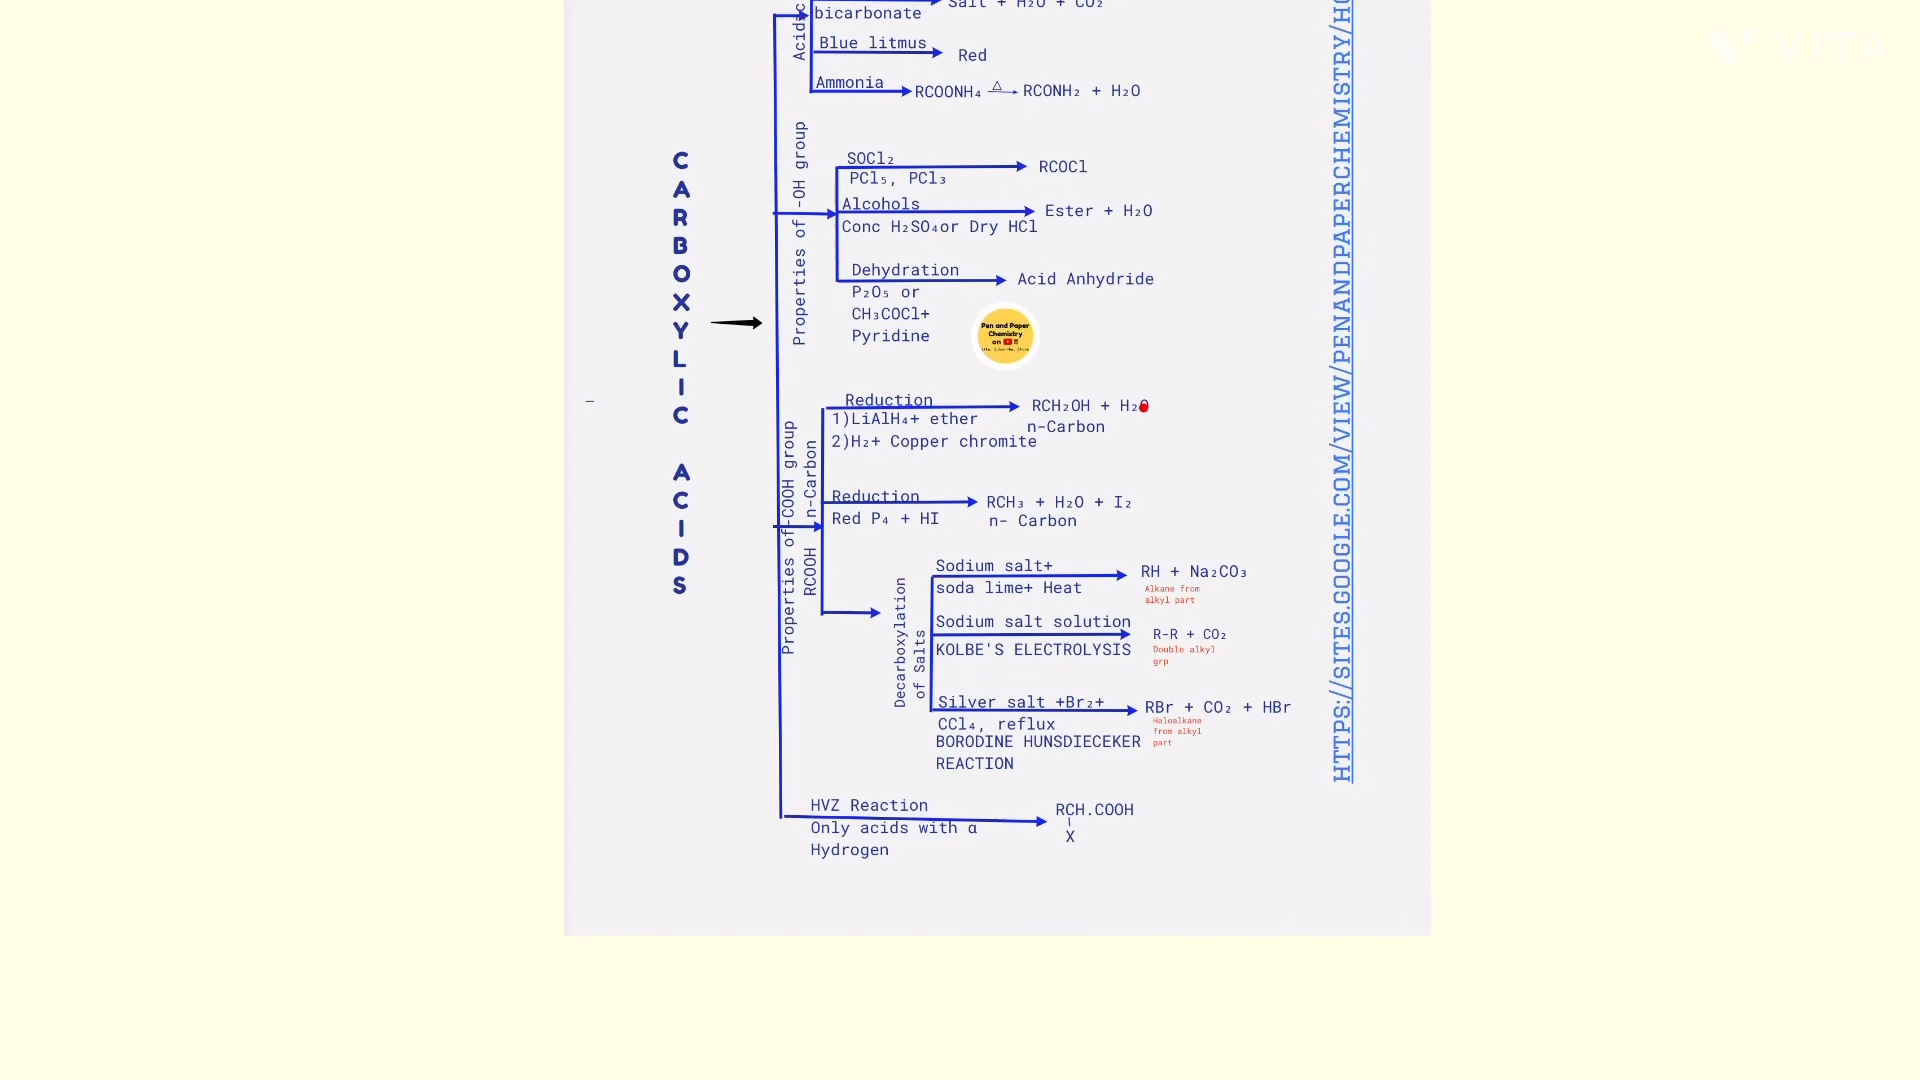 Salt + H₂O + CO₂
bicarbonate
Acidic
Blue litmus
Red
Ammonia
RCOONH₄ △ RCONH₂ + H₂O
CARBOXYLIC ACIDS
Properties of -OH group
SOCl₂
PCl₅, PCl₃
RCOCl
Alcohols
Conc H₂SO₄or Dry HCl
Ester + H₂O
Dehydration
P₂O₅ or
CH₃COCl+
Pyridine
Acid Anhydride
Pen and Paper
Chemistry
on !!
Like, Subscribe, Share
Properties of -COOH group
RCOOH n-Carbon
Reduction
1)LiAlH₄+ ether
2)H₂+ Copper chromite
RCH₂OH + H₂O
n-Carbon
Reduction
Red P₄ + HI
RCH₃ + H₂O + I₂
n- Carbon
Decarboxylation
of Salts
Sodium salt+
soda lime+ Heat
RH + Na₂CO₃
Alkane from
alkyl part
Sodium salt solution
KOLBE'S ELECTROLYSIS
R-R + CO₂
Double alkyl
grp
Silver salt +Br₂+
CCl₄, reflux
BORODINE HUNSDIECEKER
REACTION
RBr + CO₂ + HBr
Haloalkane
from alkyl
part
HVZ Reaction
Only acids with α
Hydrogen
RCH.COOH
X
HTTPS://SITES.GOOGLE.COM/VIEW/PENANDPAPERCHEMISTRY/HO
VITA